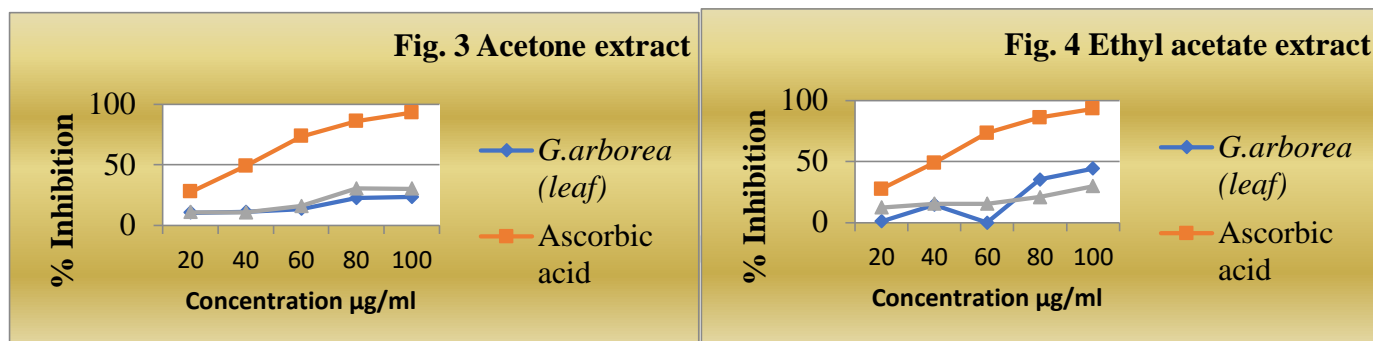 Fig. 3 Acetone extract
100
50
0
% Inhibition
20 40 60 80 100
Concentration µg/ml
G.arborea
(leaf)
Ascorbic
acid
Fig. 4 Ethyl acetate extract
100
50
0
% Inhibition
20 40 60 80 100
Concentration µg/ml
G.arborea
(leaf)
Ascorbic
acid